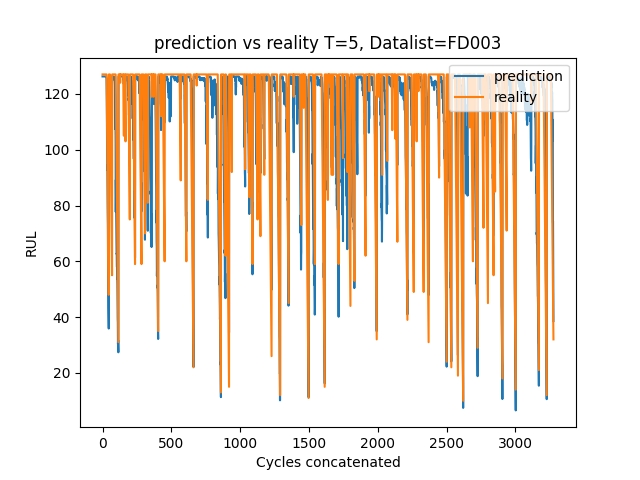 prediction vs reality T=5, Datalist=FD003
prediction
reality
RUL
120
100
80
60
40
20
0
500
1000
1500
2000
2500
3000
Cycles concatenated